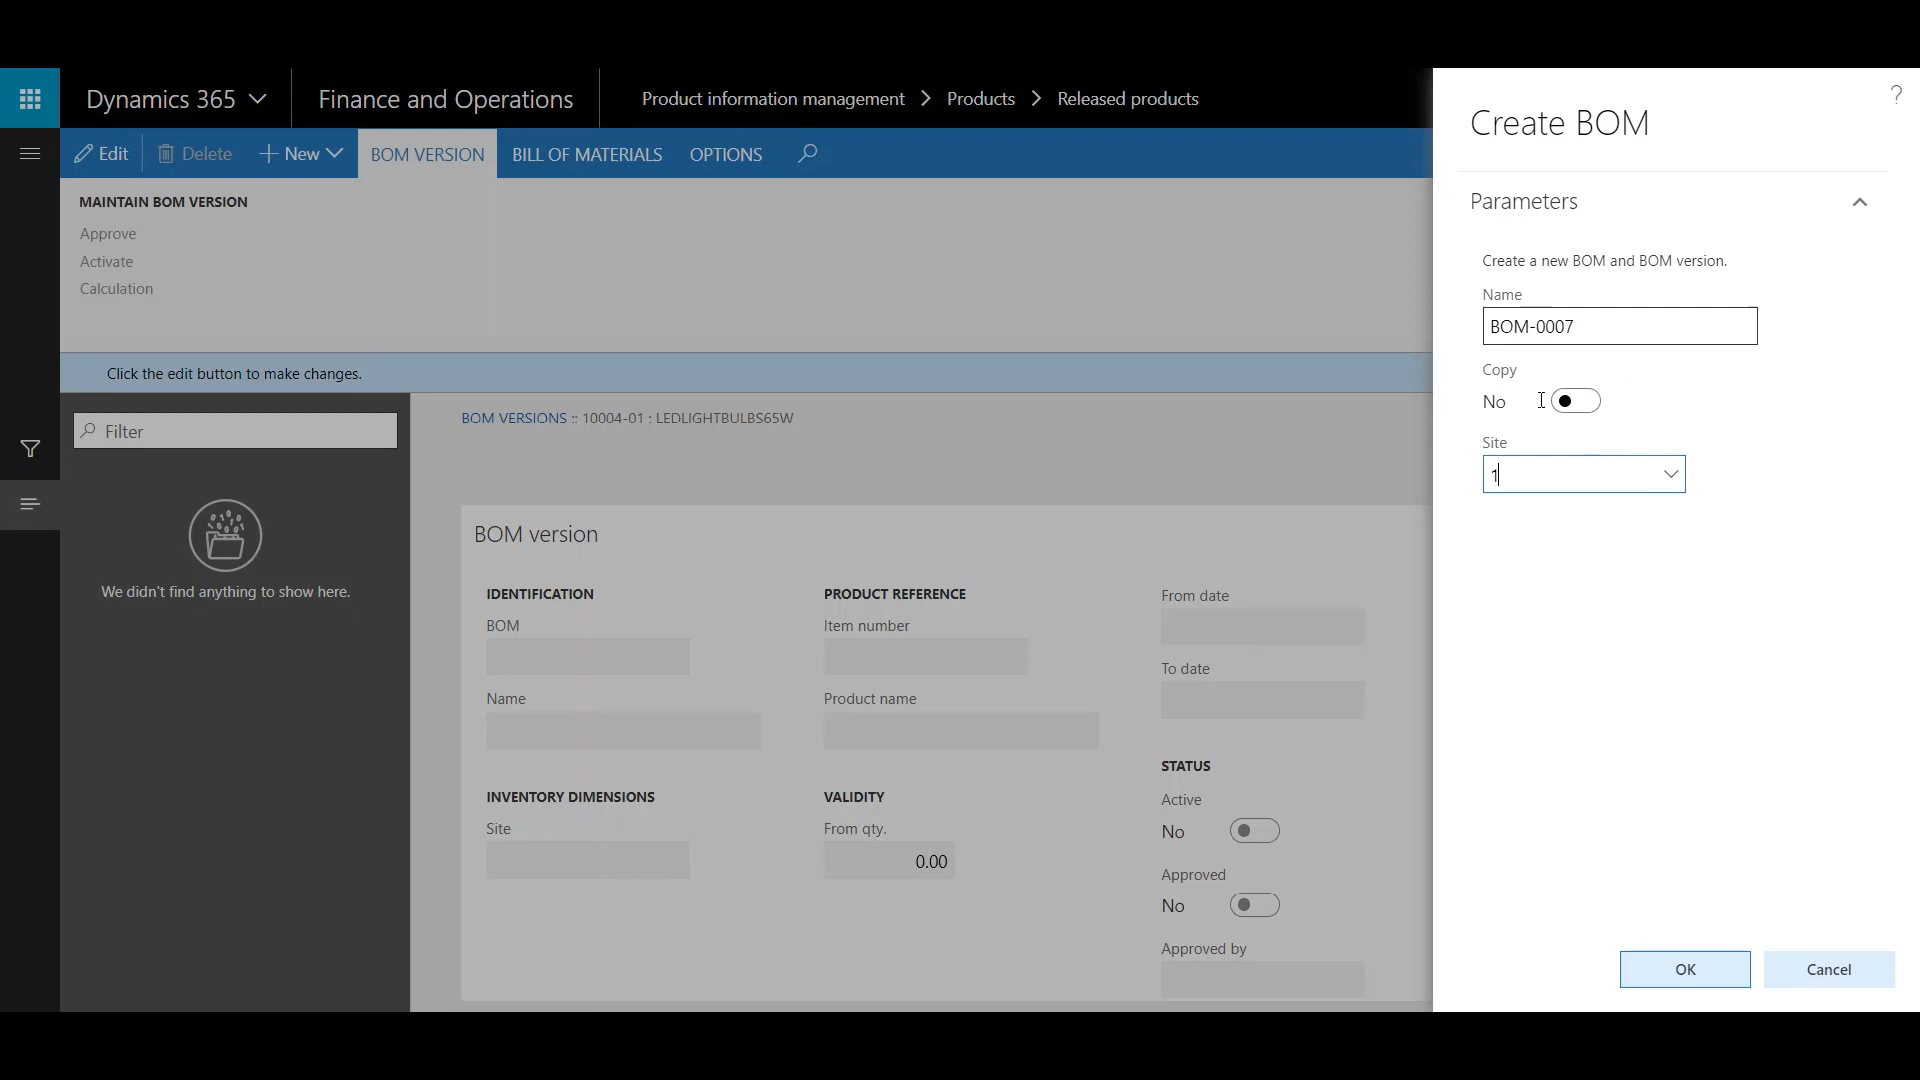 Dynamics 365
Finance and Operations
Product information management
Products
Released products
?
Create BOM
Edit
Delete
New
BOM VERSION
BILL OF MATERIALS
OPTIONS
MAINTAIN BOM VERSION
Approve
Activate
Calculation
Click the edit button to make changes.
Filter
We didn't find anything to show here.
BOM VERSIONS :: 10004-01 : LEDLIGHTBULBS65W
BOM version
IDENTIFICATION
BOM
Name
INVENTORY DIMENSIONS
Site
PRODUCT REFERENCE
Item number
Product name
VALIDITY
From qty.
0.00
From date
To date
STATUS
Active
No
Approved
No
Approved by
Parameters
Create a new BOM and BOM version.
Name
BOM-0007
Copy
No
Site
1
OK
Cancel